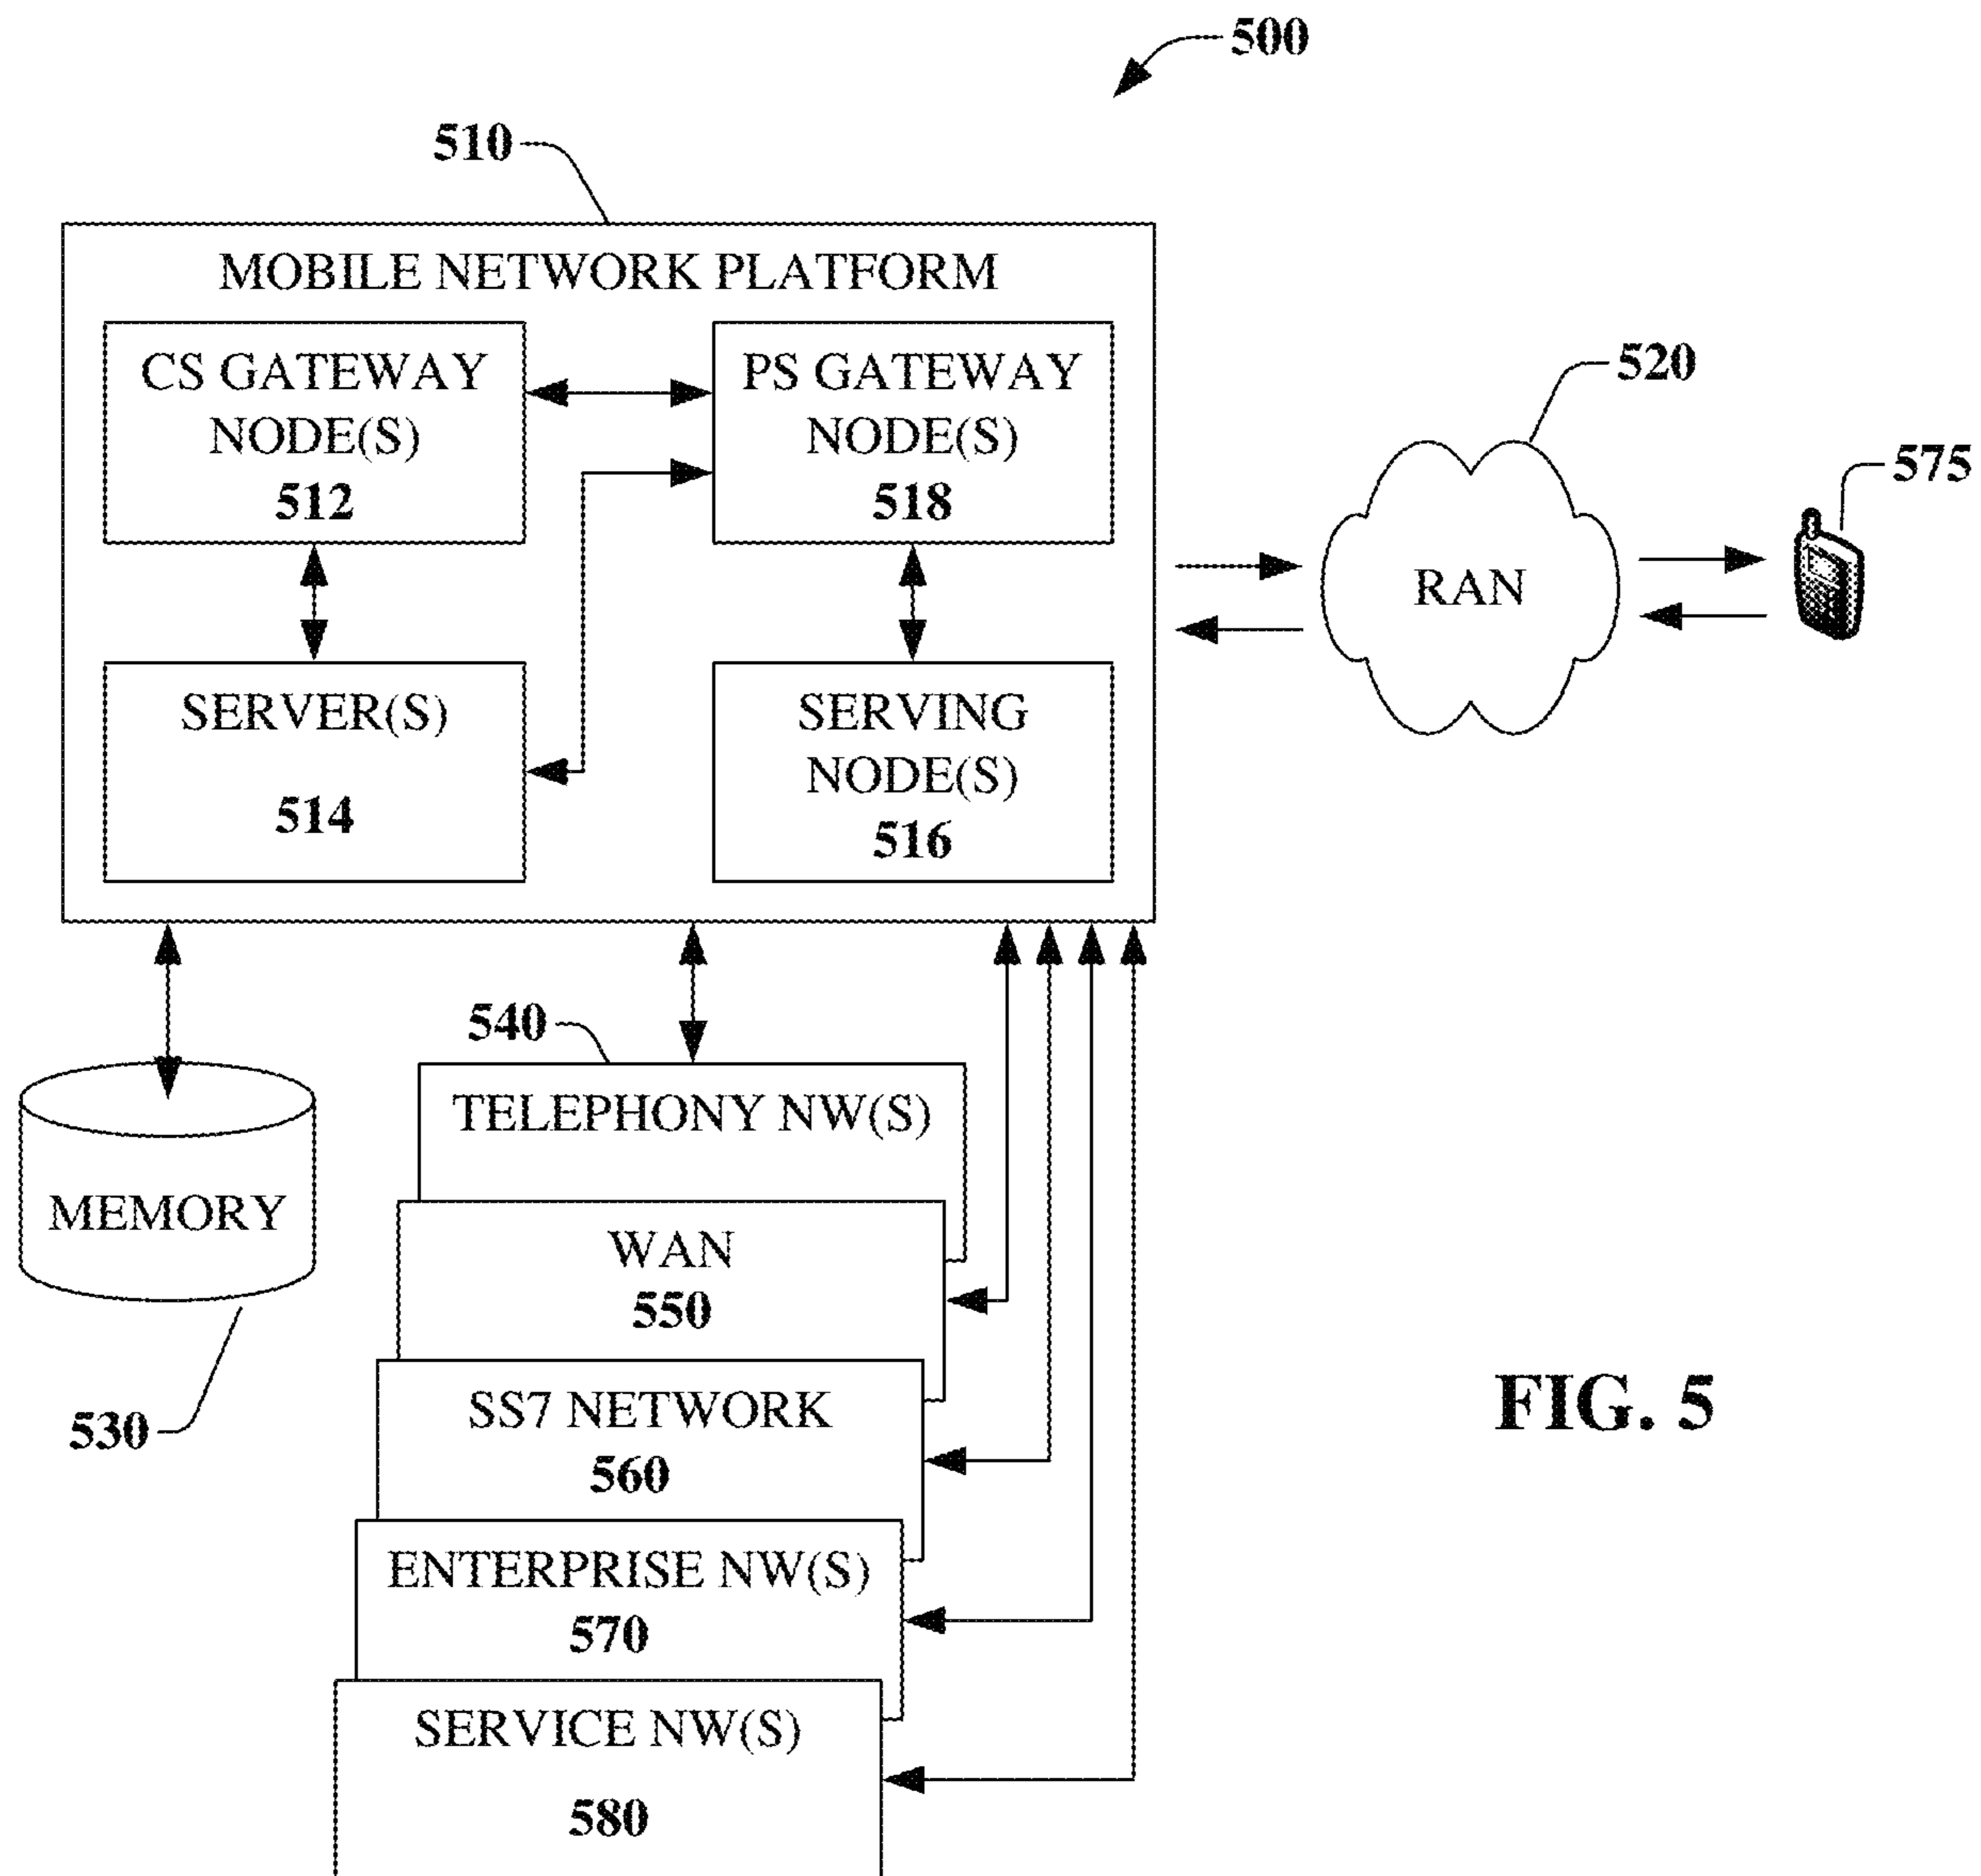 500
510
MOBILE NETWORK PLATFORM
CS GATEWAY
NODE(S)
512
PS GATEWAY
NODE(S)
518
SERVER(S)
514
SERVING
NODE(S)
516
520
RAN
575
540
TELEPHONY NW(S)
MEMORY
530
WAN
550
SS7 NETWORK
560
ENTERPRISE NW(S)
570
SERVICE NW(S)
580
FIG. 5